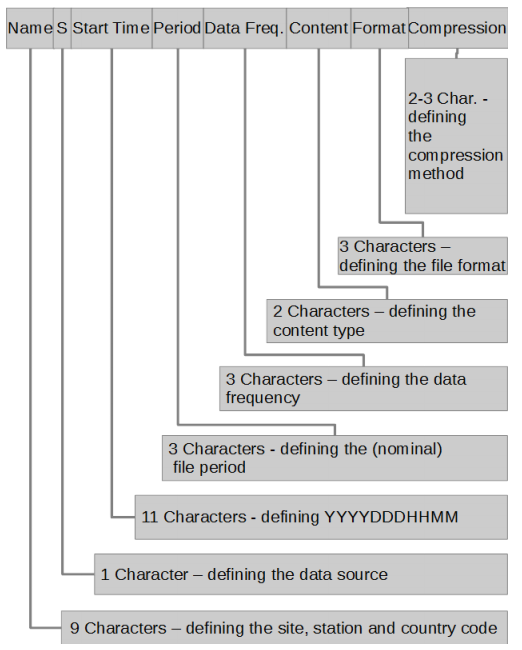 Name S Start Time Period Data Freq. Content Format Compression
2-3 Char. -
defining
the
compression
method
3 Characters –
defining the file format
2 Characters – defining the
content type
3 Characters – defining the data
frequency
3 Characters - defining the (nominal)
file period
11 Characters - defining YYYYDDDHHMM
1 Character – defining the data source
9 Characters – defining the site, station and country code